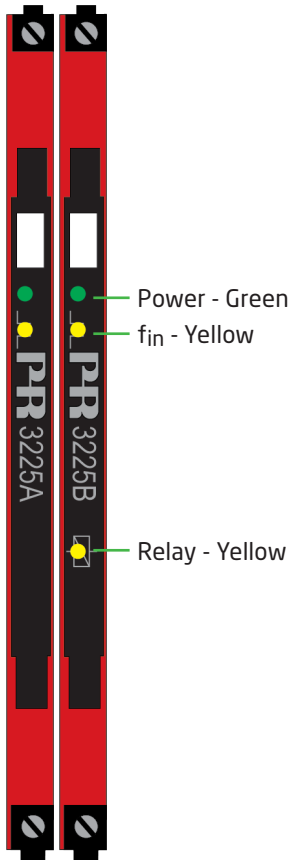 Power - Green
fin - Yellow
PR
3225A
PR
3225B
Relay - Yellow